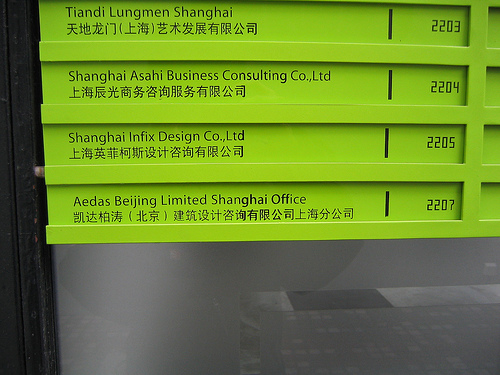 Tiandi Lungmen Shanghai
天地龙门(上海)艺术发展有限公司 2203
Shanghai Asahi Business Consulting Co.,Ltd
上海辰光商务咨询服务有限公司 2204
Shanghai Infix Design Co.,Ltd
上海英菲柯斯设计咨询有限公司 2205
Aedas Beijing Limited Shanghai Office
凯达柏涛（北京）建筑设计咨询有限公司上海分公司 2207